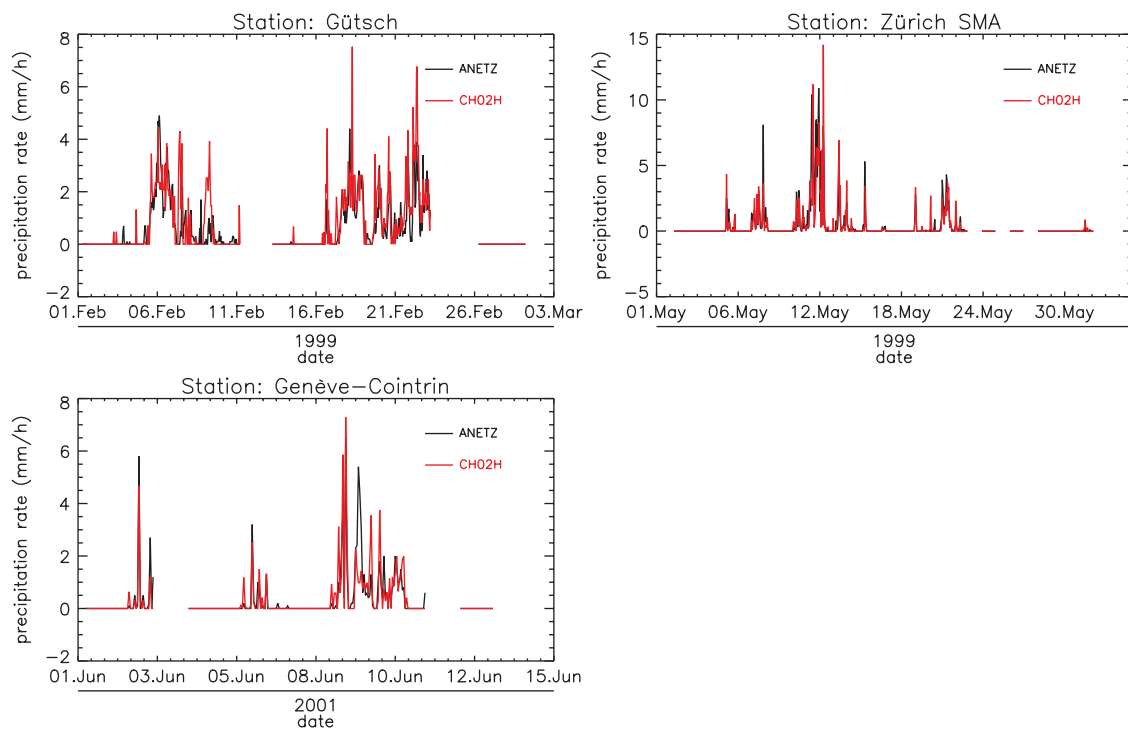 Station: Gütsch
precipitation rate (mm/h)
8
6
4
2
0
−2
ANETZ
CH02H
01.Feb 06.Feb 11.Feb 16.Feb 21.Feb 26.Feb 03.Mar
1999
date
Station: Zürich SMA
precipitation rate (mm/h)
15
10
5
0
−5
ANETZ
CH02H
01.May 06.May 12.May 18.May 24.May 30.May
1999
date
Station: Genève−Cointrin
precipitation rate (mm/h)
8
6
4
2
0
−2
ANETZ
CH02H
01.Jun 03.Jun 05.Jun 08.Jun 10.Jun 12.Jun 15.Jun
2001
date